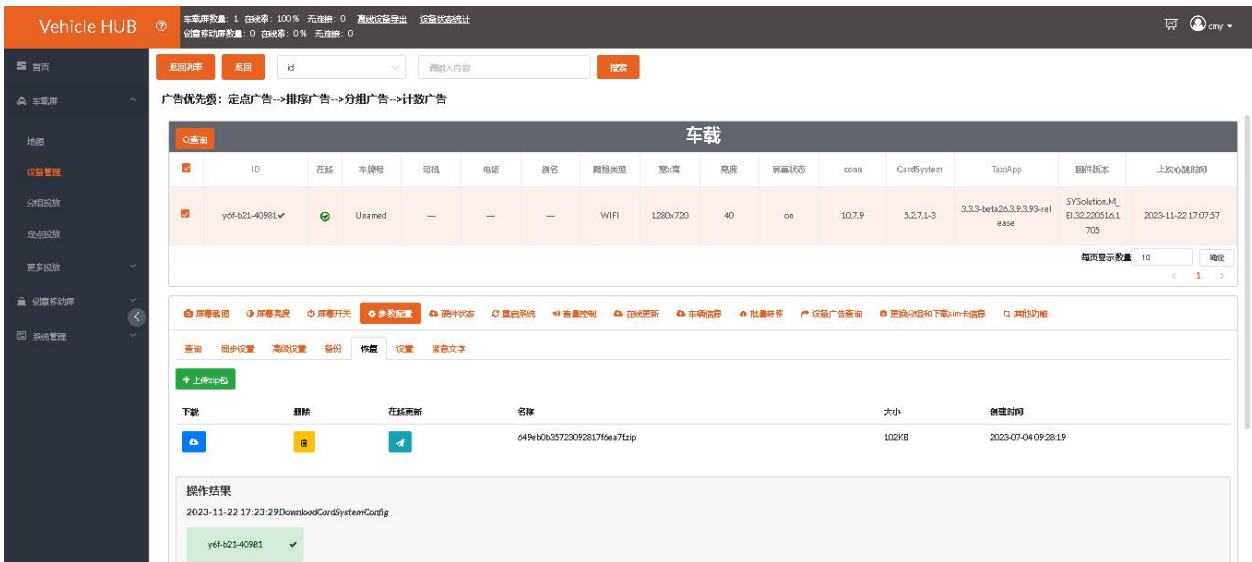 Vehicle HUB
车载屏数量: 1 在线率: 100% 无连接: 0 离线设备导出 设备状态统计
创意移动屏数量: 0 在线率: 0% 无连接: 0
cmy
首页
车载屏
地图
设备管理
分组投放
定点投放
更多投放
创意移动屏
系统管理
返回列表 返回 id 请输入内容 搜索
广告优先级: 定点广告-->排序广告-->分组广告-->计数广告
查询 车载
ID 在线 车牌号 司机 电话 别名 网络类型 宽x高 亮度 屏幕状态 conn CardSystem TaxiApp 固件版本 上次心跳时间
y6f-b21-40981✔ Unamed — — — WIFI 1280x720 40 on 10.7.9 5.2.7.1-3 3.3.3-beta26.3.9.3.93-rel
ease SYSolution.M_
EI.32.220516.1
705 2023-11-22 17:07:57
每页显示数量 10 确定
< 1 >
屏幕截图 屏幕亮度 屏幕开关 参数配置 硬件状态 重启系统 音量控制 在线更新 车辆信息 批量转移 设备广告查询 更换分组和下载sim卡信息 其他功能
查询 同步设置 高级设置 备份 恢复 设置 紧急文字
+ 上传zip包
下载 删除 在线更新 名称 大小 创建时间
649eb0b35723092817f6ea7f.zip 102KB 2023-07-04 09:28:19
操作结果
2023-11-22 17:23:29DownloadCardSystemConfig
y6f-b21-40981 ✔